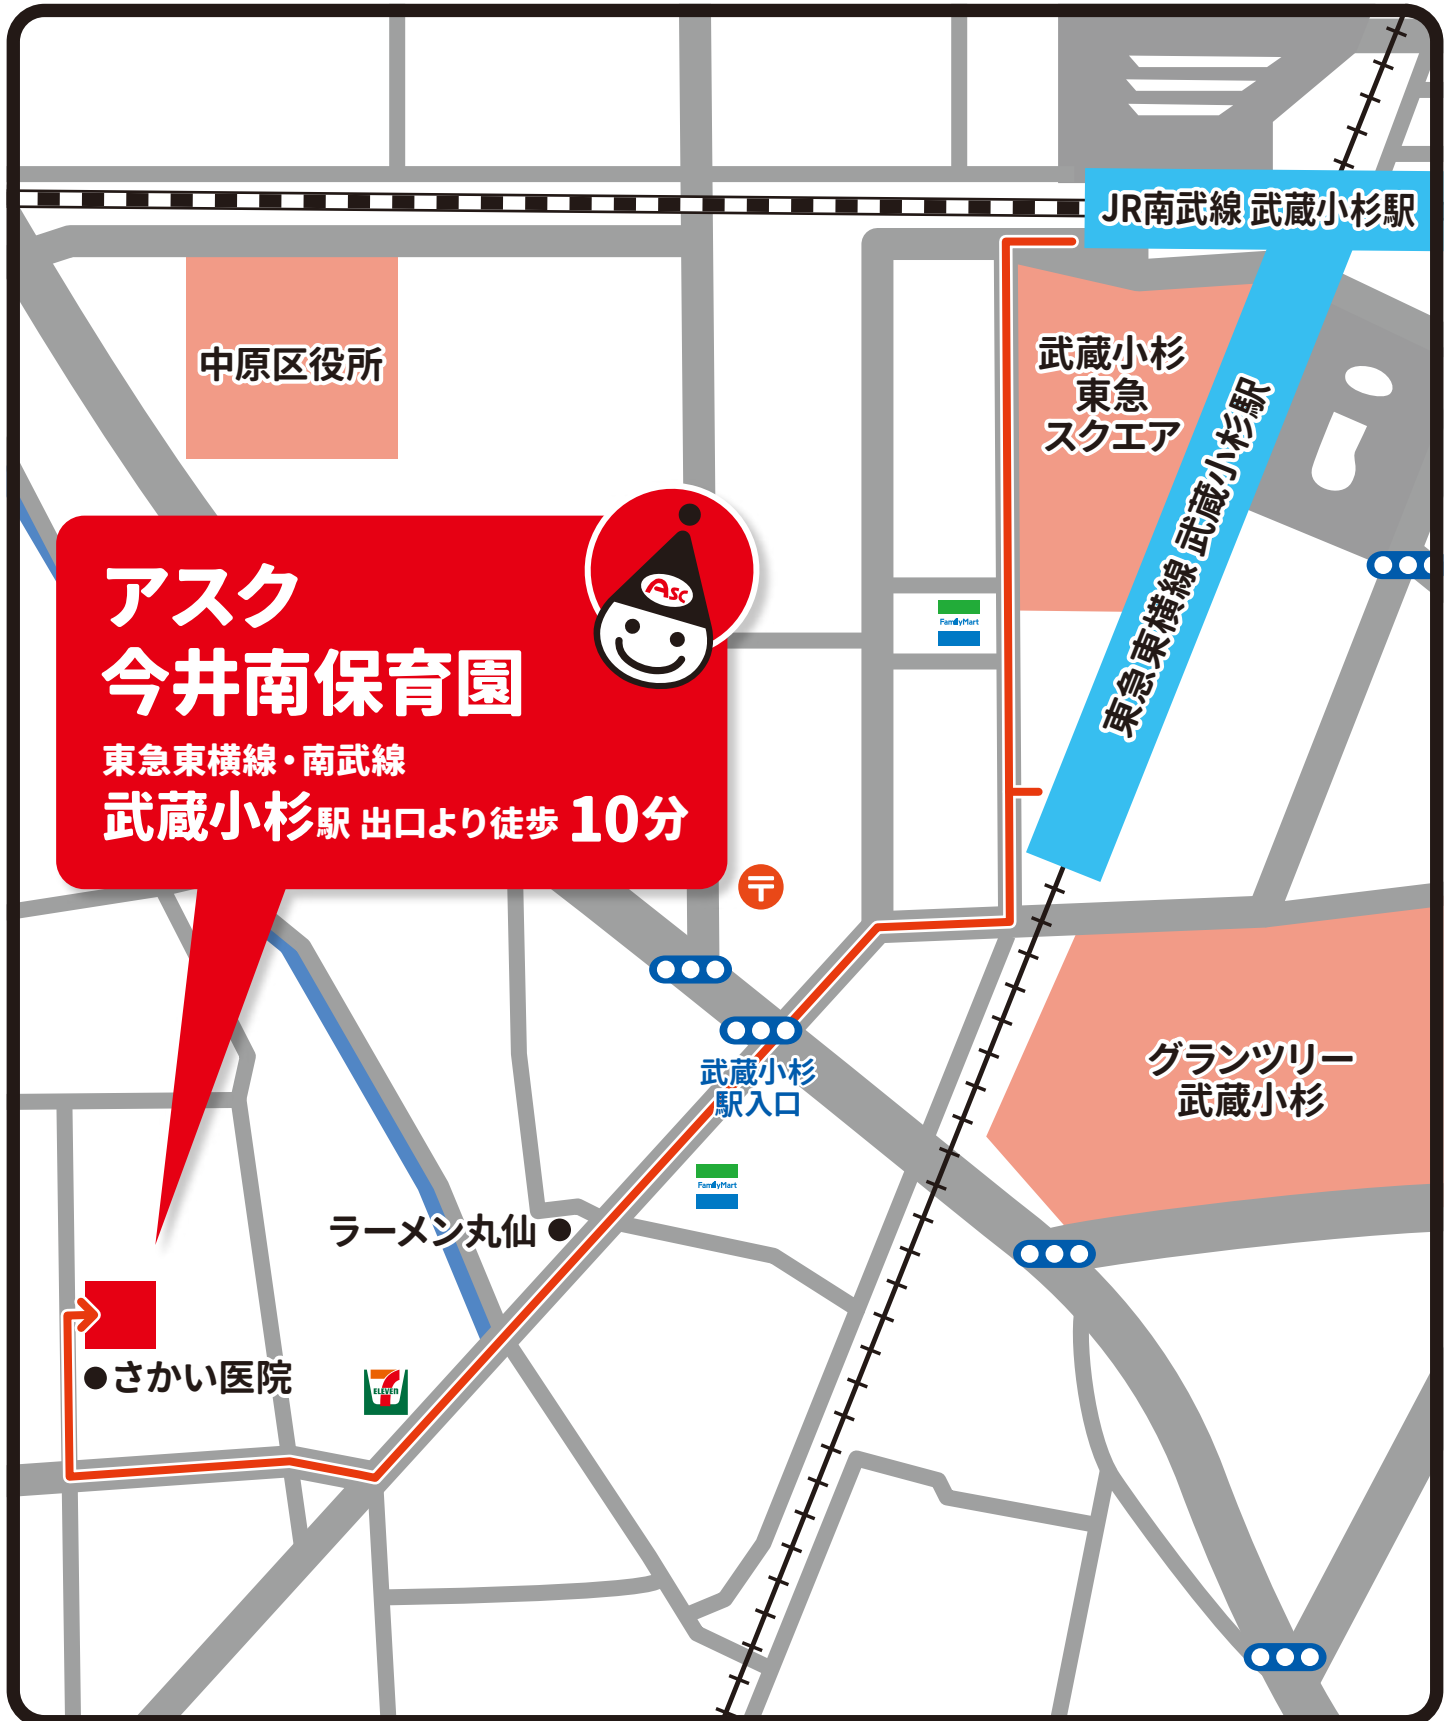 JR南武線 武蔵小杉駅
中原区役所
武蔵小杉
東急
スクエア
東急東横線 武蔵小杉駅
アスク
今井南保育園
東急東横線・南武線
武蔵小杉駅 出口より徒歩 10分
ASC
FamilyMart
〒
武蔵小杉
駅入口
グランツリー
武蔵小杉
FamilyMart
ラーメン丸仙
さかい医院
7
ELEVEN